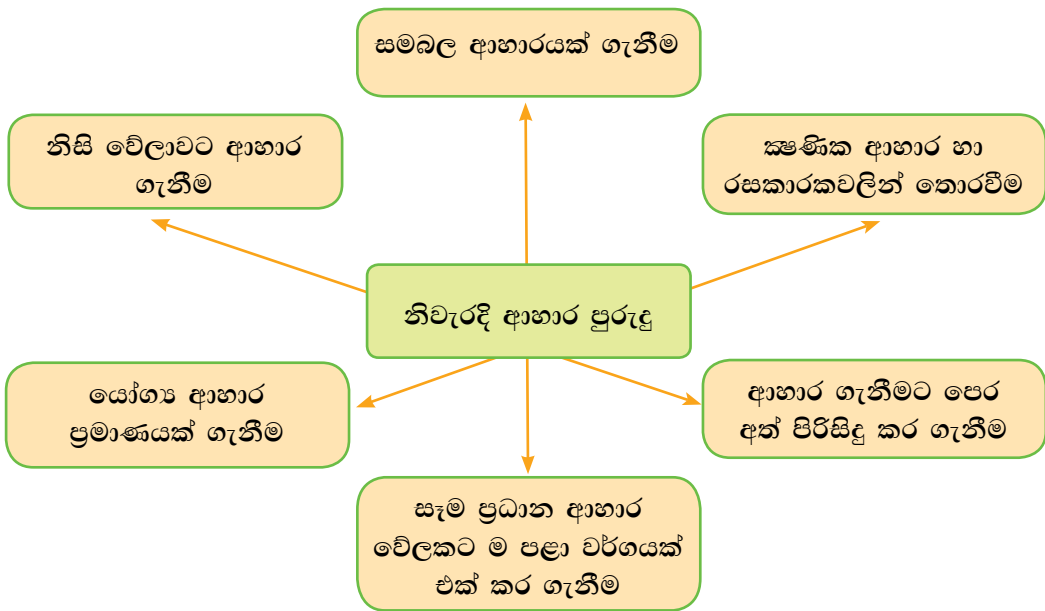 සමබල ආහාරයක් ගැනීම
නිසි වේලාවට ආහාර
ගැනීම
ක්‍ෂණික ආහාර හා
රසකාරකවලින් තොරවීම
නිවැරදි ආහාර පුරුදු
යෝග්‍ය ආහාර
ප්‍රමාණයක් ගැනීම
ආහාර ගැනීමට පෙර
අත් පිරිසිදු කර ගැනීම
සෑම ප්‍රධාන ආහාර
වේලකට ම පළා වර්ගයක්
එක් කර ගැනීම